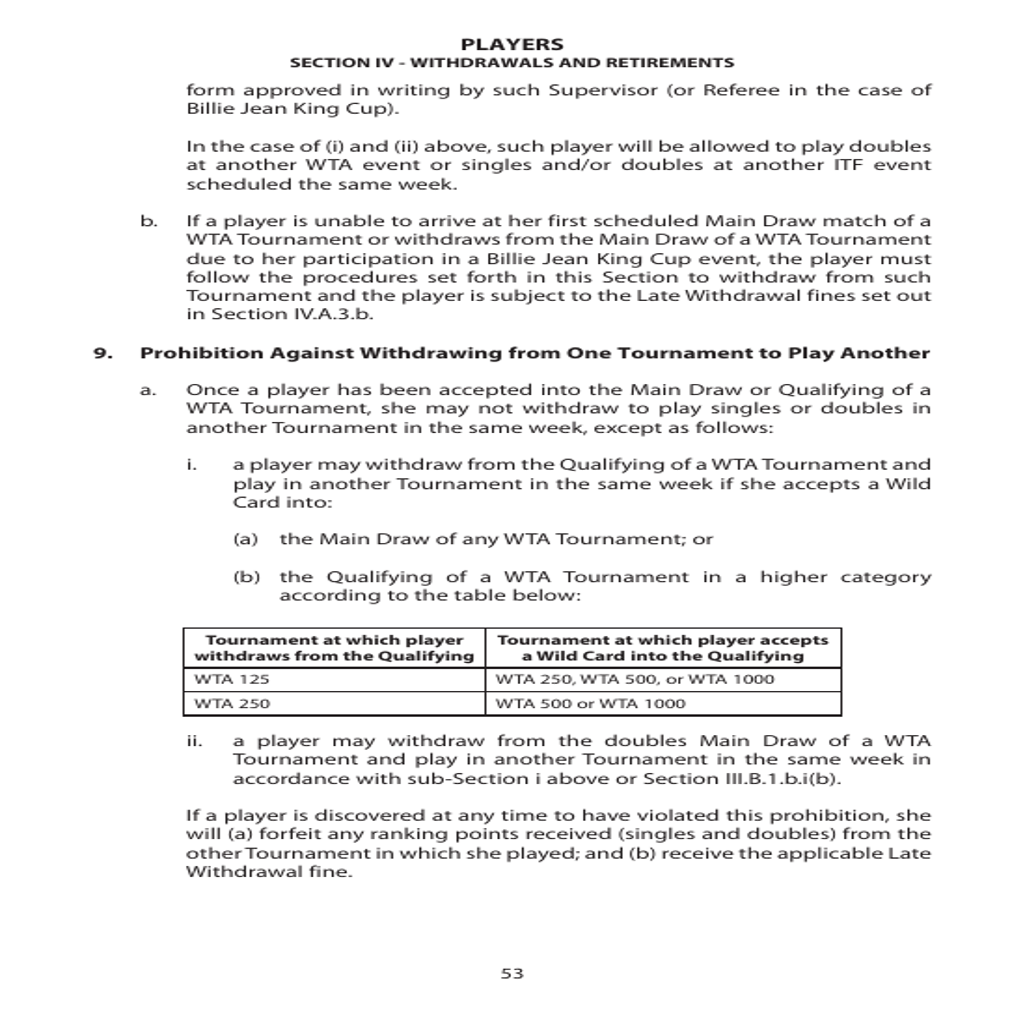 PLAYERS
SECTION IV - WITHDRAWALS AND RETIREMENTS
form approved in writing by such Supervisor (or Referee in the case of
Billie Jean King Cup).
In the case of (i) and (ii) above, such player will be allowed to play doubles
at another WTA event or singles and/or doubles at another ITF event
scheduled the same week.
b. If a player is unable to arrive at her first scheduled Main Draw match of a
WTA Tournament or withdraws from the Main Draw of a WTA Tournament
due to her participation in a Billie Jean King Cup event, the player must
follow the procedures set forth in this Section to withdraw from such
Tournament and the player is subject to the Late Withdrawal fines set out
in Section IV.A.3.b.
9. Prohibition Against Withdrawing from One Tournament to Play Another
a. Once a player has been accepted into the Main Draw or Qualifying of a
WTA Tournament, she may not withdraw to play singles or doubles in
another Tournament in the same week, except as follows:
i. a player may withdraw from the Qualifying of a WTA Tournament and
play in another Tournament in the same week if she accepts a Wild
Card into:
(a) the Main Draw of any WTA Tournament; or
(b) the Qualifying of a WTA Tournament in a higher category
according to the table below:
Tournament at which player withdraws from the Qualifying | Tournament at which player accepts a Wild Card into the Qualifying
WTA 125 | WTA 250, WTA 500, or WTA 1000
WTA 250 | WTA 500 or WTA 1000
ii. a player may withdraw from the doubles Main Draw of a WTA
Tournament and play in another Tournament in the same week in
accordance with sub-Section i above or Section III.B.1.b.i(b).
If a player is discovered at any time to have violated this prohibition, she
will (a) forfeit any ranking points received (singles and doubles) from the
other Tournament in which she played; and (b) receive the applicable Late
Withdrawal fine.
53